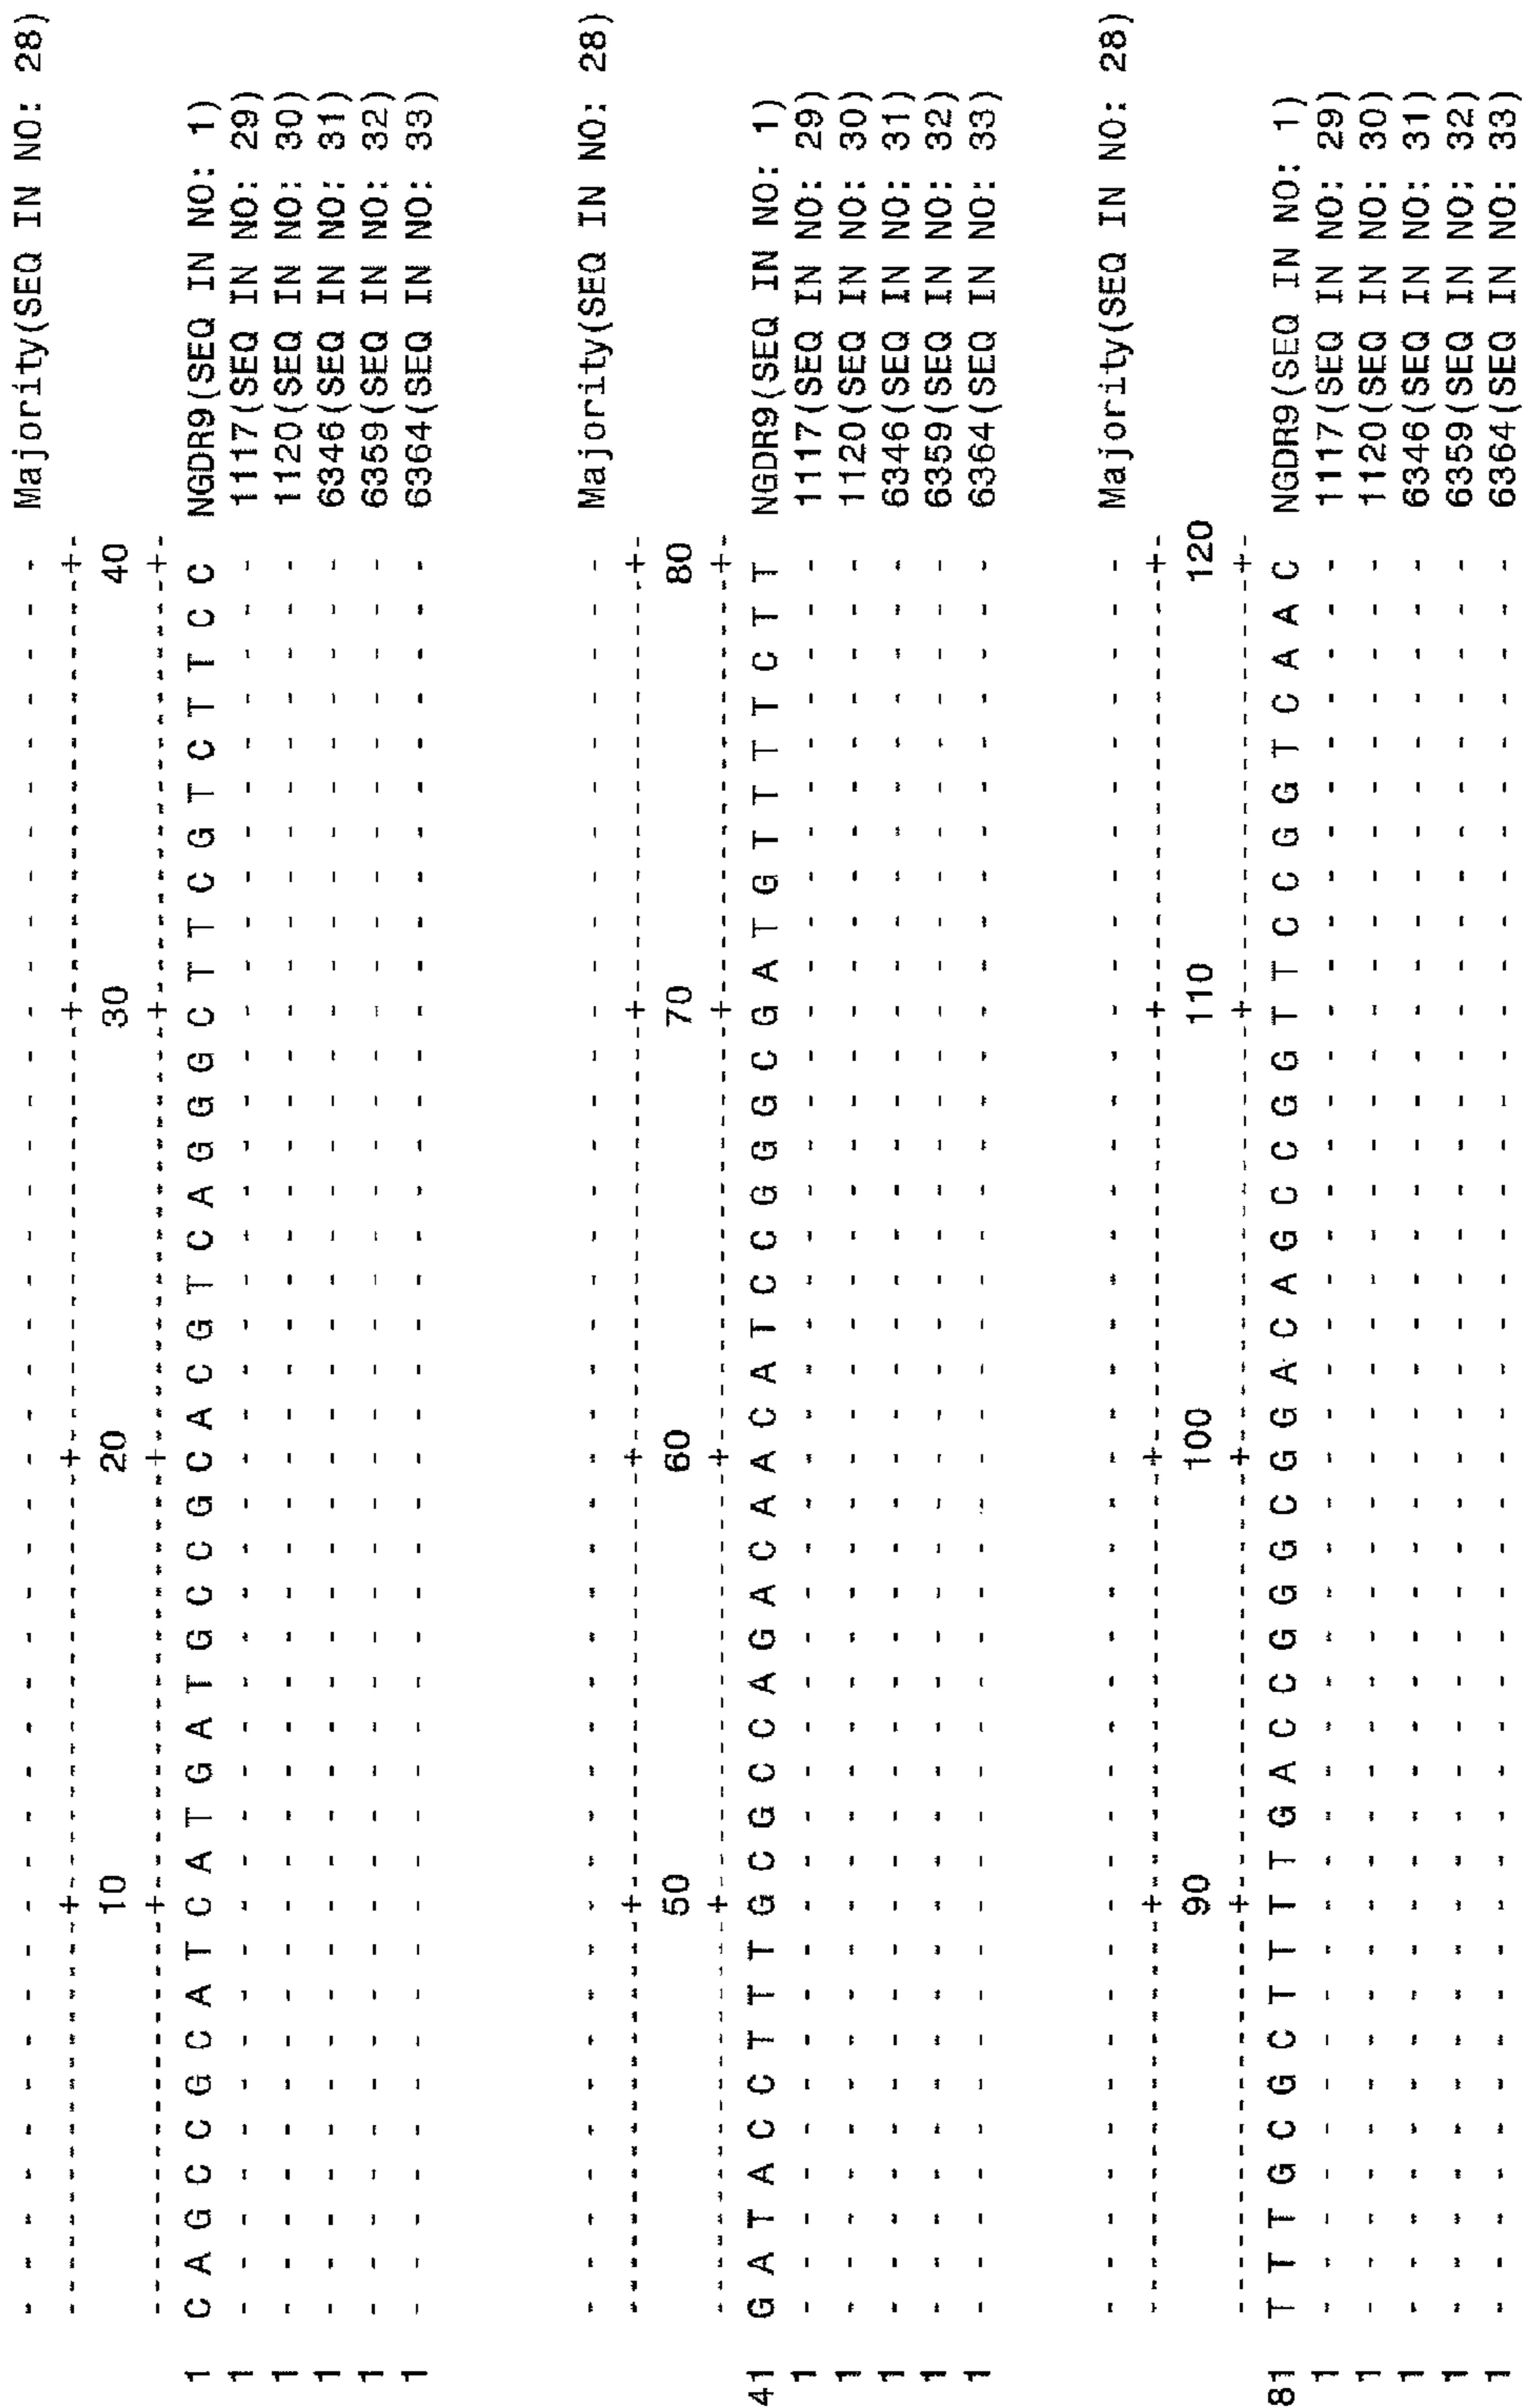 - - - - - - - - - - - - - - - - - - - - - - - - - - - - - - - - - - - - - - - - Majority(SEQ IN NO: 28)
------------------+-------------------+-------------------+-------------------+-
10 20 30 40
------------------+-------------------+-------------------+-------------------+-
1 C A G C C G C A T C A T G A T G C C G C A C G T C A G G G C T T C G T C T T C C NGDR9(SEQ IN NO: 1)
1 - - - - - - - - - - - - - - - - - - - - - - - - - - - - - - - - - - - - - - - - 1117(SEQ IN NO: 29)
1 - - - - - - - - - - - - - - - - - - - - - - - - - - - - - - - - - - - - - - - - 1120(SEQ IN NO: 30)
1 - - - - - - - - - - - - - - - - - - - - - - - - - - - - - - - - - - - - - - - - 6346(SEQ IN NO: 31)
1 - - - - - - - - - - - - - - - - - - - - - - - - - - - - - - - - - - - - - - - - 6359(SEQ IN NO: 32)
1 - - - - - - - - - - - - - - - - - - - - - - - - - - - - - - - - - - - - - - - - 6364(SEQ IN NO: 33)
- - - - - - - - - - - - - - - - - - - - - - - - - - - - - - - - - - - - - - - - Majority(SEQ IN NO: 28)
------------------+-------------------+-------------------+-------------------+-
50 60 70 80
------------------+-------------------+-------------------+-------------------+-
41 G A T A C C T T T G C G C C A G A C A A C A T C C G G G C G A T G T T T T C T T NGDR9(SEQ IN NO: 1)
1 - - - - - - - - - - - - - - - - - - - - - - - - - - - - - - - - - - - - - - - - 1117(SEQ IN NO: 29)
1 - - - - - - - - - - - - - - - - - - - - - - - - - - - - - - - - - - - - - - - - 1120(SEQ IN NO: 30)
1 - - - - - - - - - - - - - - - - - - - - - - - - - - - - - - - - - - - - - - - - 6346(SEQ IN NO: 31)
1 - - - - - - - - - - - - - - - - - - - - - - - - - - - - - - - - - - - - - - - - 6359(SEQ IN NO: 32)
1 - - - - - - - - - - - - - - - - - - - - - - - - - - - - - - - - - - - - - - - - 6364(SEQ IN NO: 33)
- - - - - - - - - - - - - - - - - - - - - - - - - - - - - - - - - - - - - - - - Majority(SEQ IN NO: 28)
------------------+-------------------+-------------------+-------------------+-
90 100 110 120
------------------+-------------------+-------------------+-------------------+-
81 T T T G C G C T T T T G A C C G G G C G G A C A G C C G G T T C C G G T C A A C NGDR9(SEQ IN NO: 1)
1 - - - - - - - - - - - - - - - - - - - - - - - - - - - - - - - - - - - - - - - - 1117(SEQ IN NO: 29)
1 - - - - - - - - - - - - - - - - - - - - - - - - - - - - - - - - - - - - - - - - 1120(SEQ IN NO: 30)
1 - - - - - - - - - - - - - - - - - - - - - - - - - - - - - - - - - - - - - - - - 6346(SEQ IN NO: 31)
1 - - - - - - - - - - - - - - - - - - - - - - - - - - - - - - - - - - - - - - - - 6359(SEQ IN NO: 32)
1 - - - - - - - - - - - - - - - - - - - - - - - - - - - - - - - - - - - - - - - - 6364(SEQ IN NO: 33)